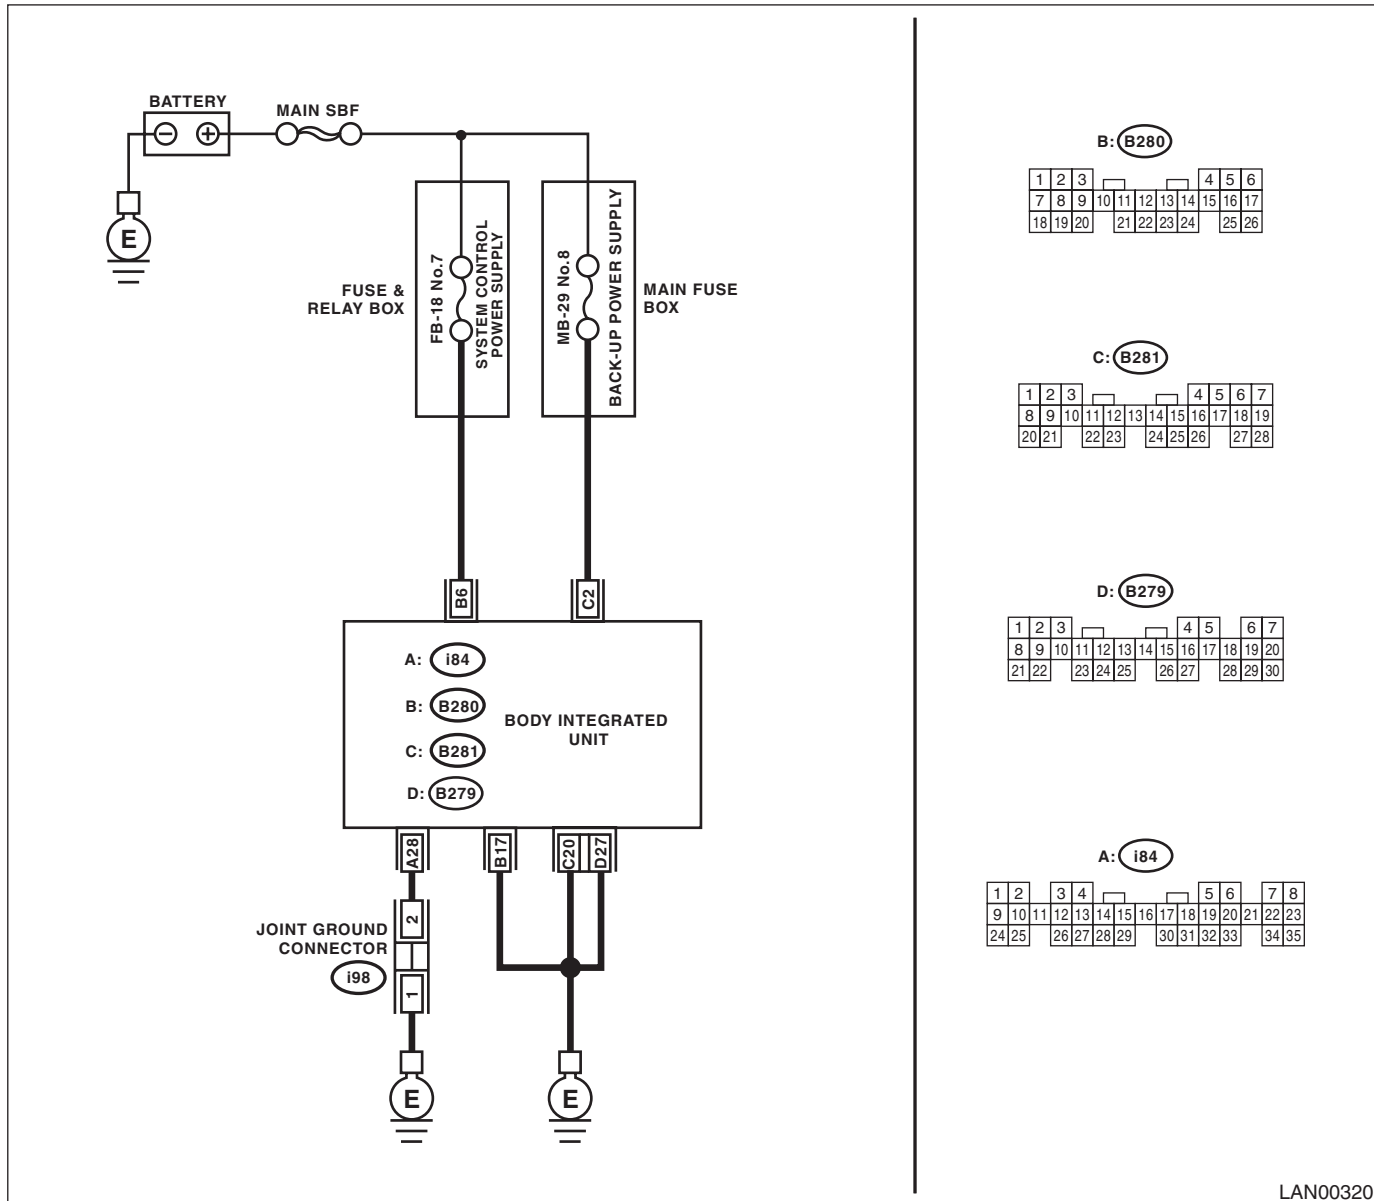 BATTERY
MAIN SBF
E
FUSE &
RELAY BOX
FB-18 No.7
SYSTEM CONTROL
POWER SUPPLY
MB-29 No.8
BACK-UP POWER SUPPLY
MAIN FUSE
BOX
B6
C2
A: i84
B: B280
C: B281
D: B279
BODY INTEGRATED
UNIT
A28
B17
C20
D27
JOINT GROUND
CONNECTOR
i98
2
1
E
E
B: B280
1 2 3 4 5 6
7 8 9 10 11 12 13 14 15 16 17
18 19 20 21 22 23 24 25 26
C: B281
1 2 3 4 5 6 7
8 9 10 11 12 13 14 15 16 17 18 19
20 21 22 23 24 25 26 27 28
D: B279
1 2 3 4 5 6 7
8 9 10 11 12 13 14 15 16 17 18 19 20
21 22 23 24 25 26 27 28 29 30
A: i84
1 2 3 4 5 6 7 8
9 10 11 12 13 14 15 16 17 18 19 20 21 22 23
24 25 26 27 28 29 30 31 32 33 34 35
LAN00320